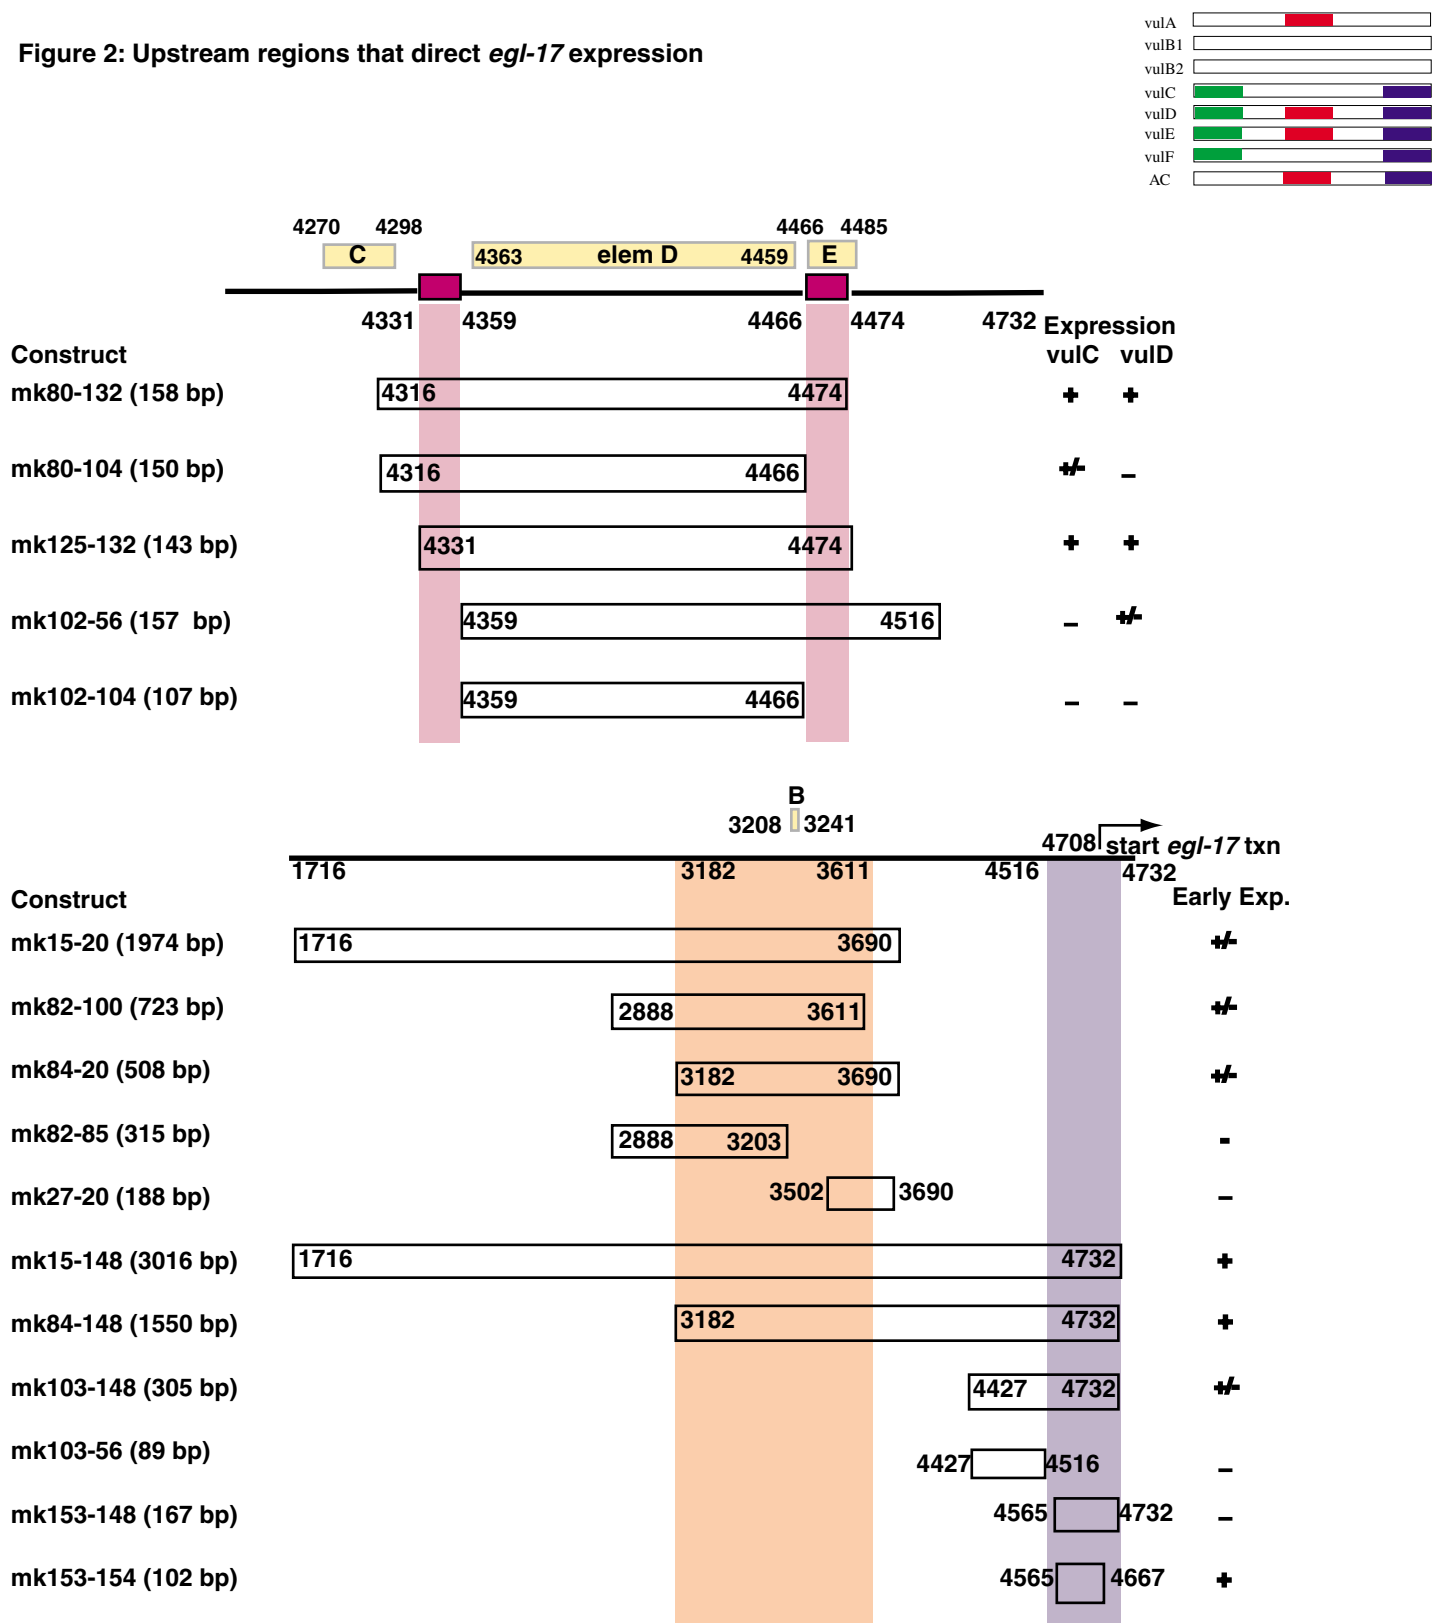 Figure 2: Upstream regions that direct egl-17 expression
vulA
vulB1
vulB2
vulC
vulD
vulE
vulF
AC
4270 4298 4466 4485
C 4363 elem D 4459 E
4331 4359 4466 4474 4732 Expression
Construct vulC vulD
mk80-132 (158 bp) 4316 4474 + +
mk80-104 (150 bp) 4316 4466 +/- –
mk125-132 (143 bp) 4331 4474 + +
mk102-56 (157 bp) 4359 4516 – +/-
mk102-104 (107 bp) 4359 4466 – –
B
3208 3241
4708 start egl-17 txn
1716 3182 3611 4516 4732
Construct Early Exp.
mk15-20 (1974 bp) 1716 3690 +/-
mk82-100 (723 bp) 2888 3611 +/-
mk84-20 (508 bp) 3182 3690 +/-
mk82-85 (315 bp) 2888 3203 -
mk27-20 (188 bp) 3502 3690 –
mk15-148 (3016 bp) 1716 4732 +
mk84-148 (1550 bp) 3182 4732 +
mk103-148 (305 bp) 4427 4732 +/-
mk103-56 (89 bp) 4427 4516 –
mk153-148 (167 bp) 4565 4732 –
mk153-154 (102 bp) 4565 4667 +